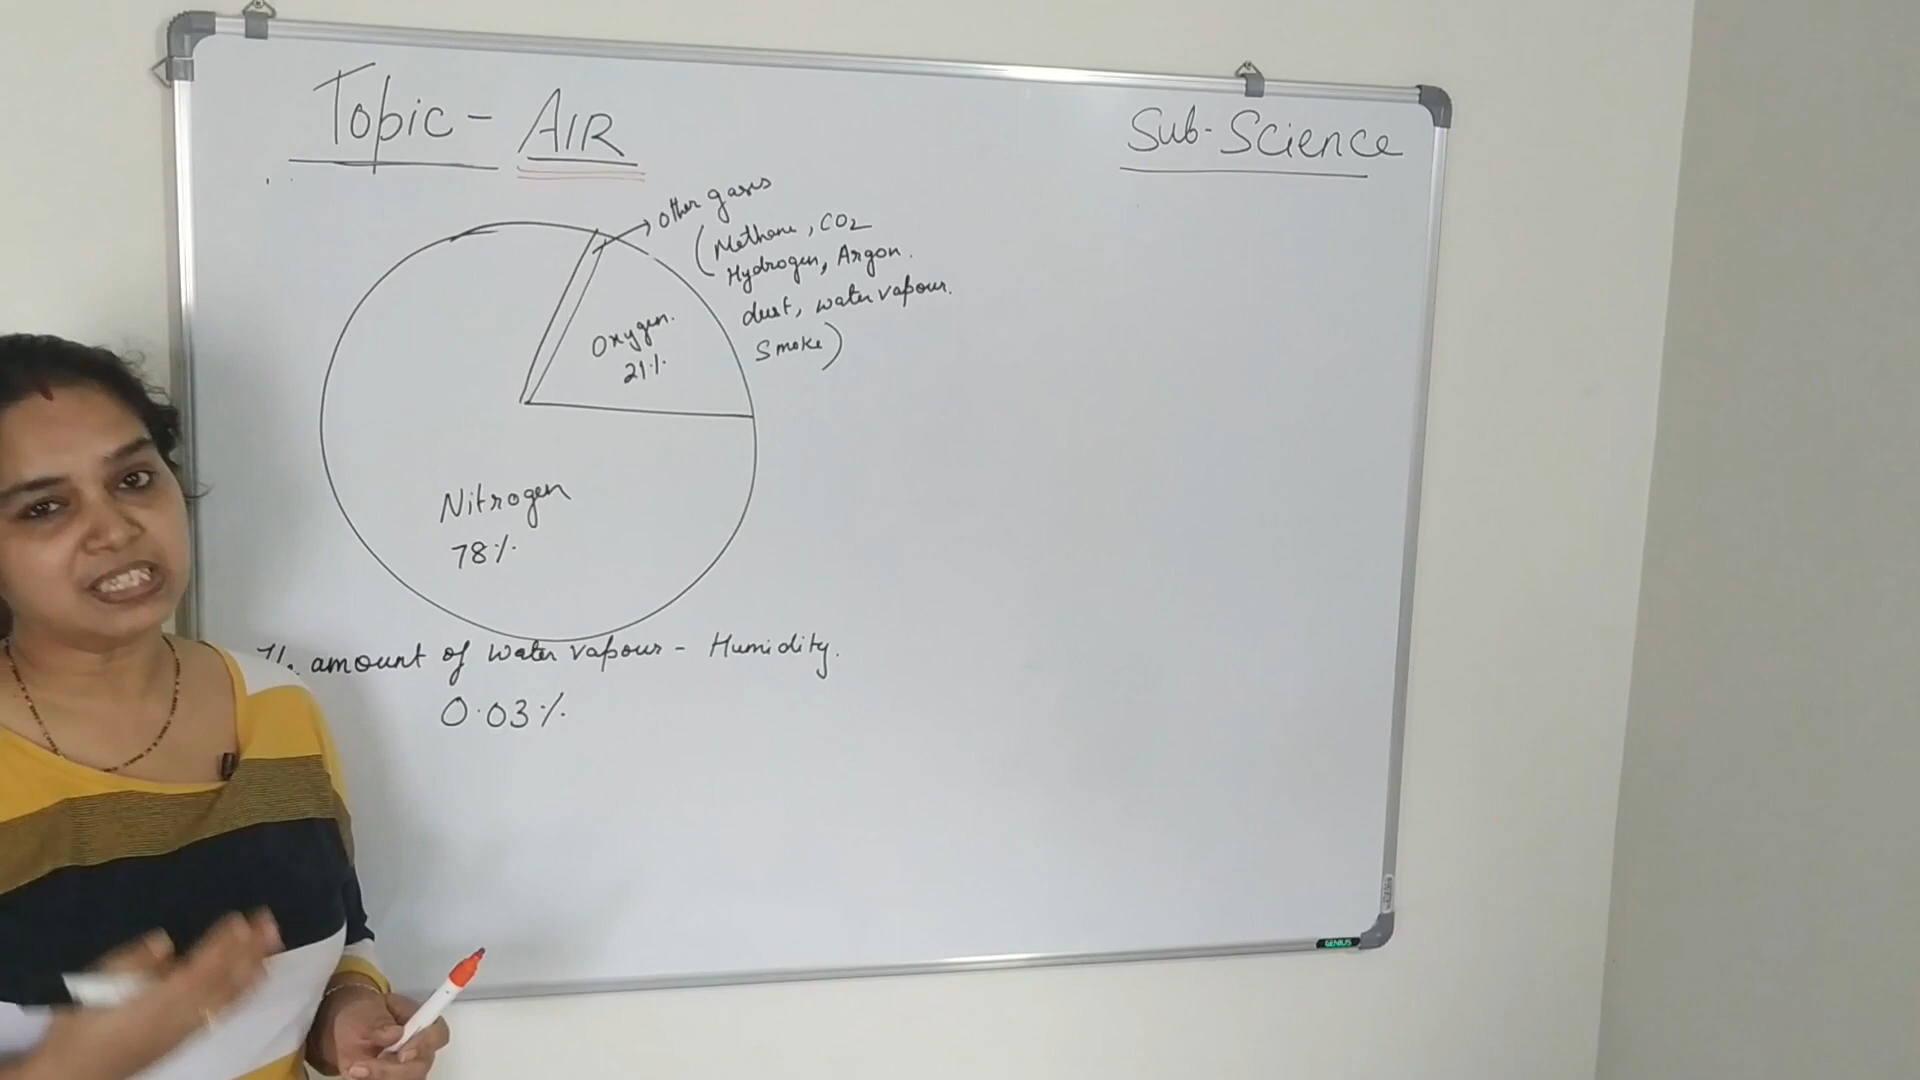 Topic - AIR
Sub - Science
Other gases
(Methane, CO2
Hydrogen, Argon.
dust, water vapour.
Smoke)
Oxygen.
21%
Nitrogen
78%
amount of water vapour - Humidity.
0.03%
GENIUS